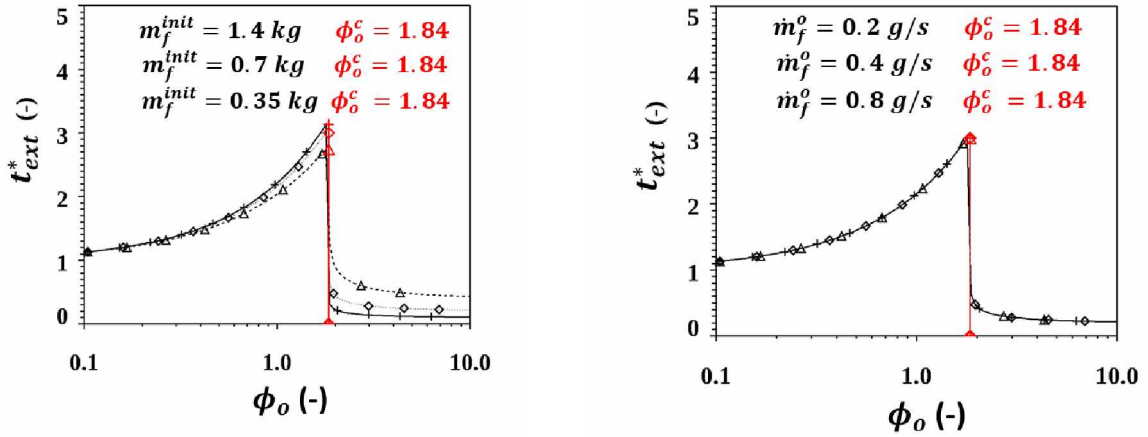 5
4
3
2
1
0
t*ext (-)
m_f^init = 1.4 kg ϕ_o^c = 1.84
m_f^init = 0.7 kg ϕ_o^c = 1.84
m_f^init = 0.35 kg ϕ_o^c = 1.84
0.1 1.0 10.0
ϕ_o (-)
5
4
3
2
1
0
t*ext (-)
ṁ_f^o = 0.2 g/s ϕ_o^c = 1.84
ṁ_f^o = 0.4 g/s ϕ_o^c = 1.84
ṁ_f^o = 0.8 g/s ϕ_o^c = 1.84
0.1 1.0 10.0
ϕ_o (-)